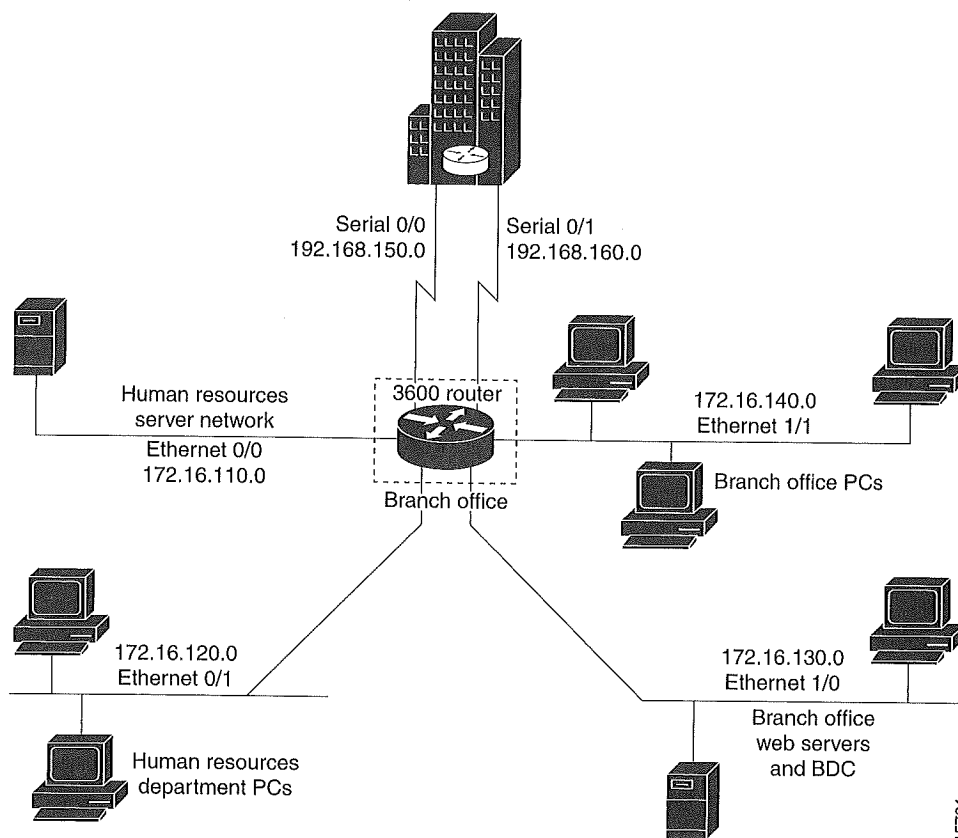 Serial 0/0
192.168.150.0
Serial 0/1
192.168.160.0
Human resources
server network
Ethernet 0/0
172.16.110.0
3600 router
Branch office
172.16.140.0
Ethernet 1/1
Branch office PCs
172.16.120.0
Ethernet 0/1
Human resources
department PCs
172.16.130.0
Ethernet 1/0
Branch office
web servers
and BDC